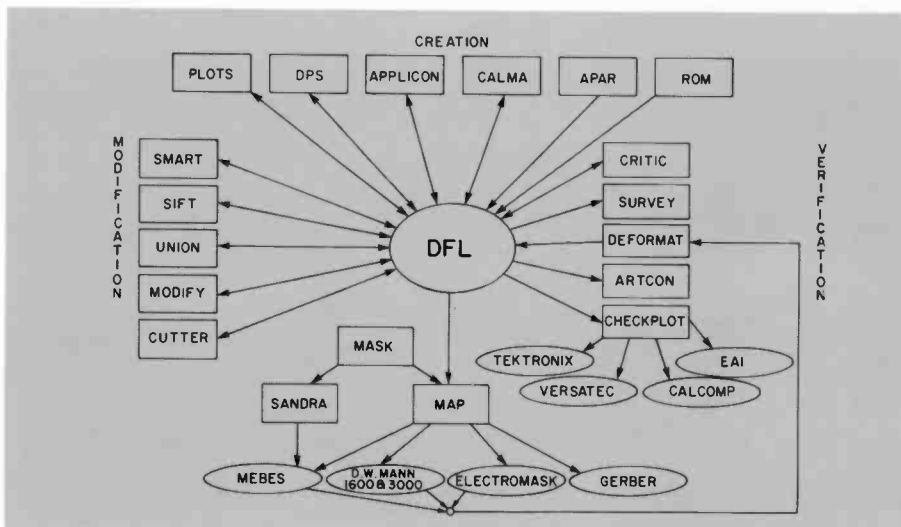 CREATION
PLOTS
DPS
APPLICON
CALMA
APAR
ROM
MODIFICATION
SMART
SIFT
UNION
MODIFY
CUTTER
DFL
VERIFICATION
CRITIC
SURVEY
DEFORMAT
ARTCON
CHECKPLOT
TEKTRONIX
VERSATEC
CALCOMP
EAI
MASK
SANDRA
MAP
MEBES
D.W. MANN
1600 & 3000
ELECTROMASK
GERBER